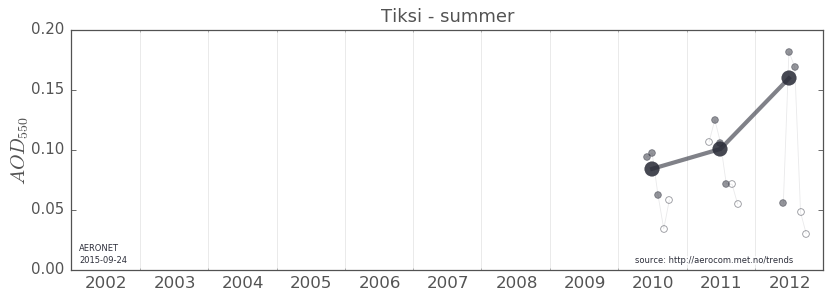 Tiksi - summer
0.20
0.15
0.10
0.05
0.00
AOD550
AERONET
2015-09-24
source: http://aerocom.met.no/trends
2002 2003 2004 2005 2006 2007 2008 2009 2010 2011 2012